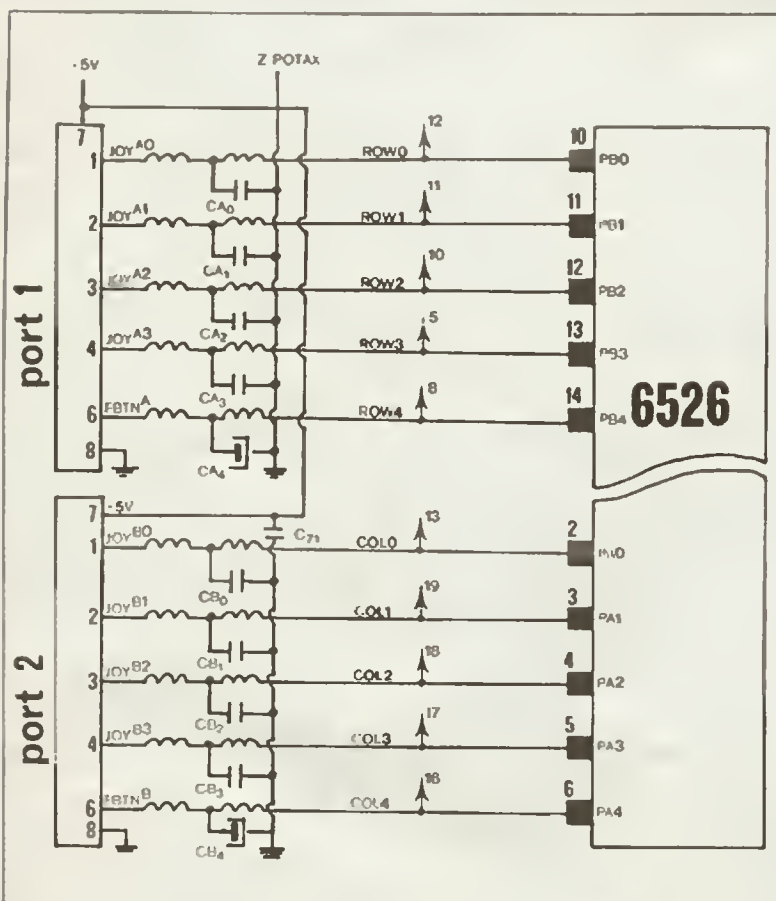 -5V
Z POTAX
7
1 JOYA0
CA0
ROW0
12
10
PB0
2 JOYA1
CA1
ROW1
11
11
PB1
3 JOYA2
CA2
ROW2
10
12
PB2
4 JOYA3
CA3
ROW3
5
13
PB3
6 FBTNA
CA4
ROW4
8
14
PB4
8
port 1
6526
7 -5V
C71
1 JOYB0
CB0
COL0
13
2
2 JOYB1
CB1
COL1
19
3
PA1
3 JOYB2
COL2
18
4
PA2
4 JOYB3
CB3
COL3
17
5
PA3
6 FBTNB
CB4
COL4
16
6
PA4
8
port 2